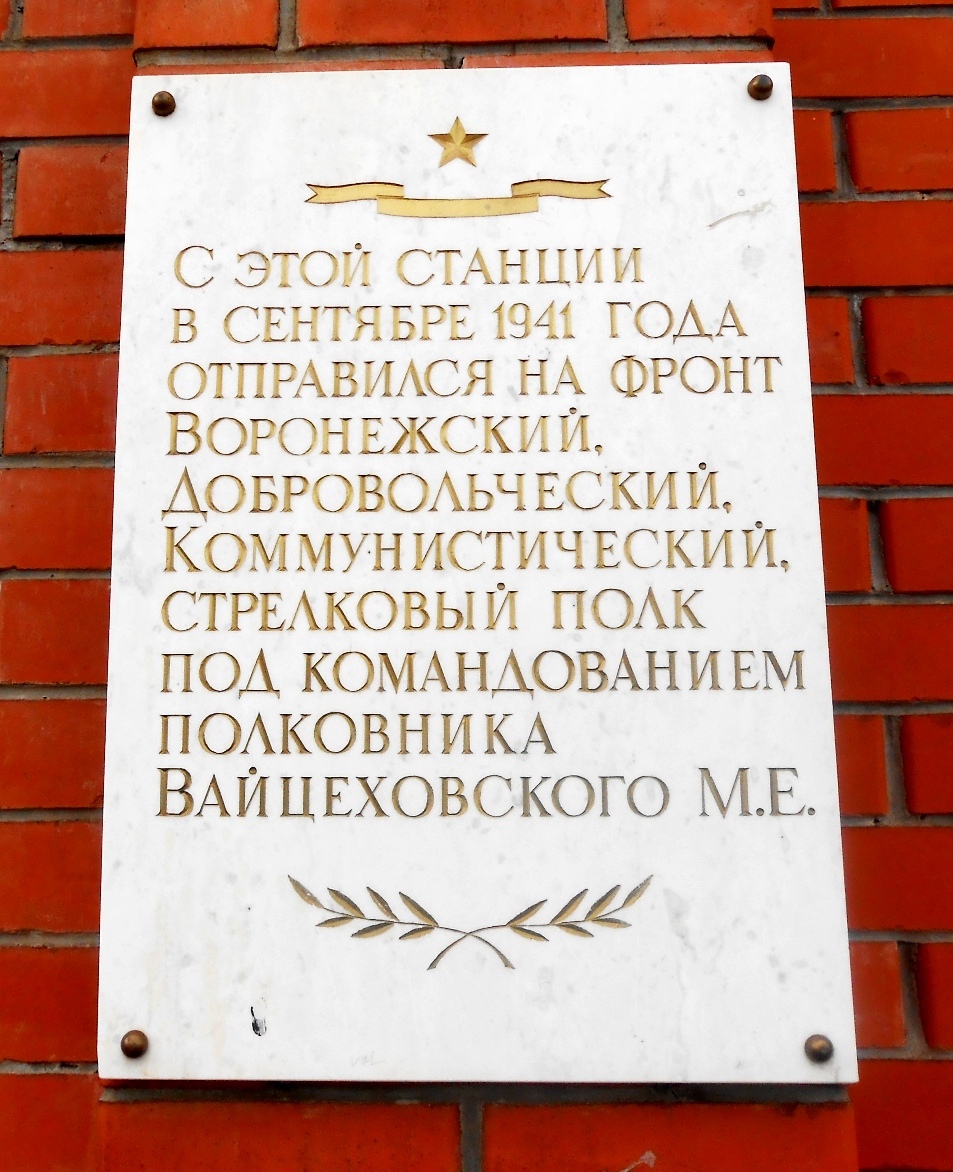 С этой станции
в сентябре 1941 года
отправился на фронт
Воронежский,
Добровольческий,
Коммунистический,
стрелковый полк
под командованием
полковника
Вайцеховского М.Е.